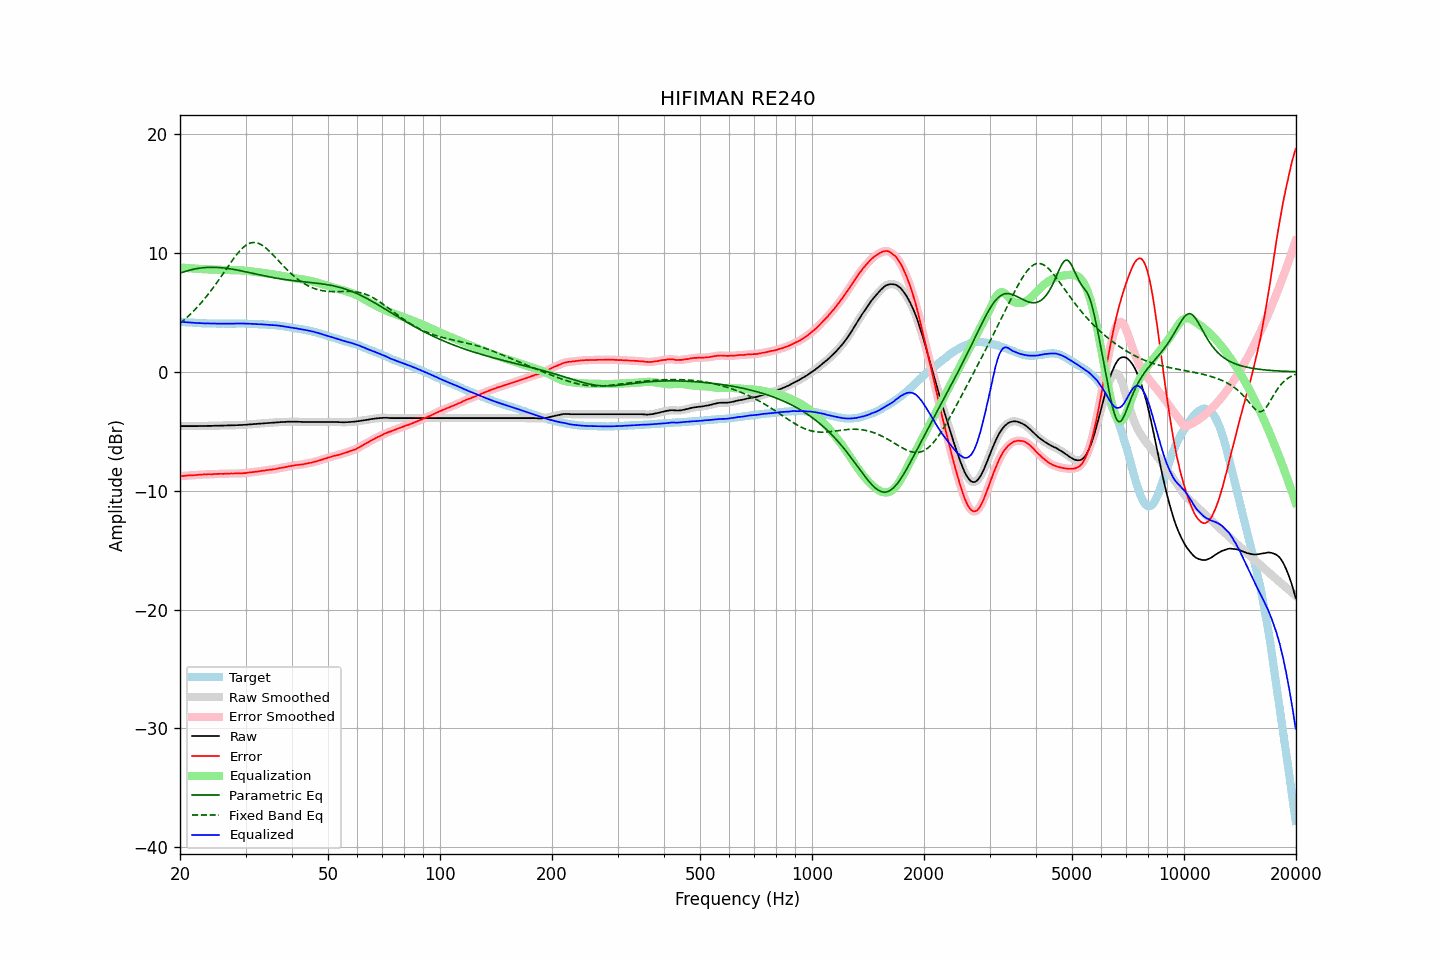 HIFIMAN RE240
20
10
0
−10
−20
−30
−40
Amplitude (dBr)
Target
Raw Smoothed
Error Smoothed
Raw
Error
Equalization
Parametric Eq
Fixed Band Eq
Equalized
20
50
100
200
500
1000
2000
5000
10000
20000
Frequency (Hz)